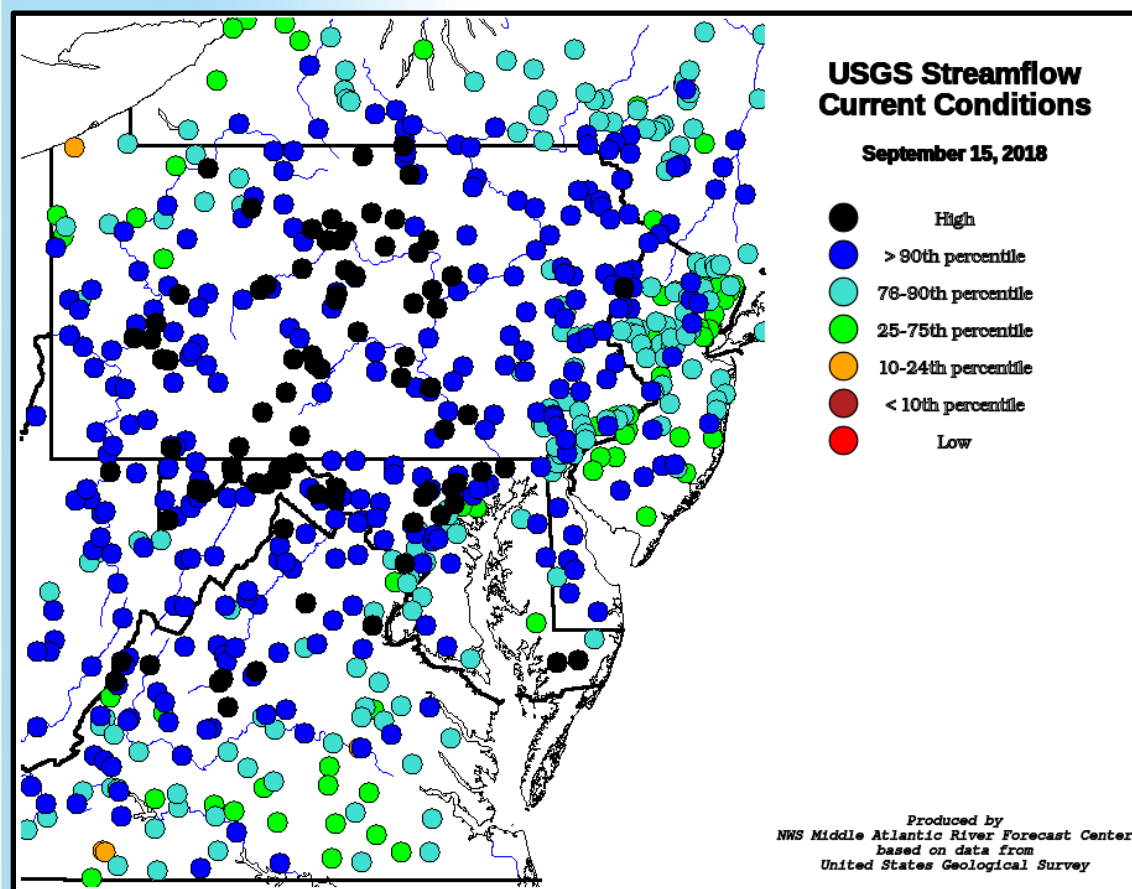 USGS Streamflow
Current Conditions
September 15, 2018
High
> 90th percentile
76-90th percentile
25-75th percentile
10-24th percentile
< 10th percentile
Low
Produced by
NWS Middle Atlantic River Forecast Center
based on data from
United States Geological Survey